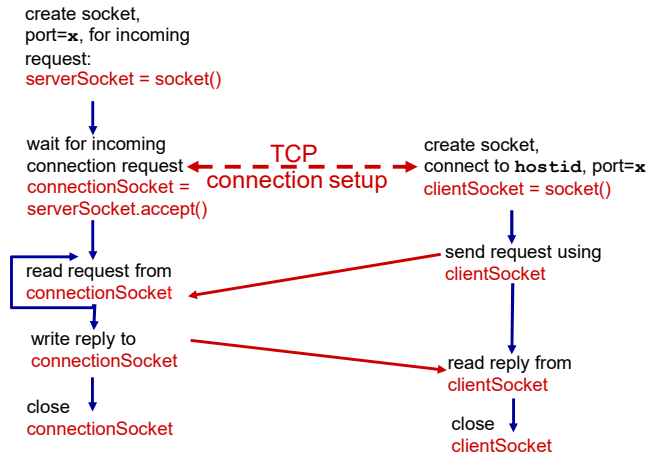 create socket,
port=x, for incoming
request:
serverSocket = socket()
wait for incoming
connection request
connectionSocket =
serverSocket.accept()
TCP
connection setup
create socket,
connect to hostid, port=x
clientSocket = socket()
send request using
clientSocket
read request from
connectionSocket
write reply to
connectionSocket
read reply from
clientSocket
close
connectionSocket
close
clientSocket